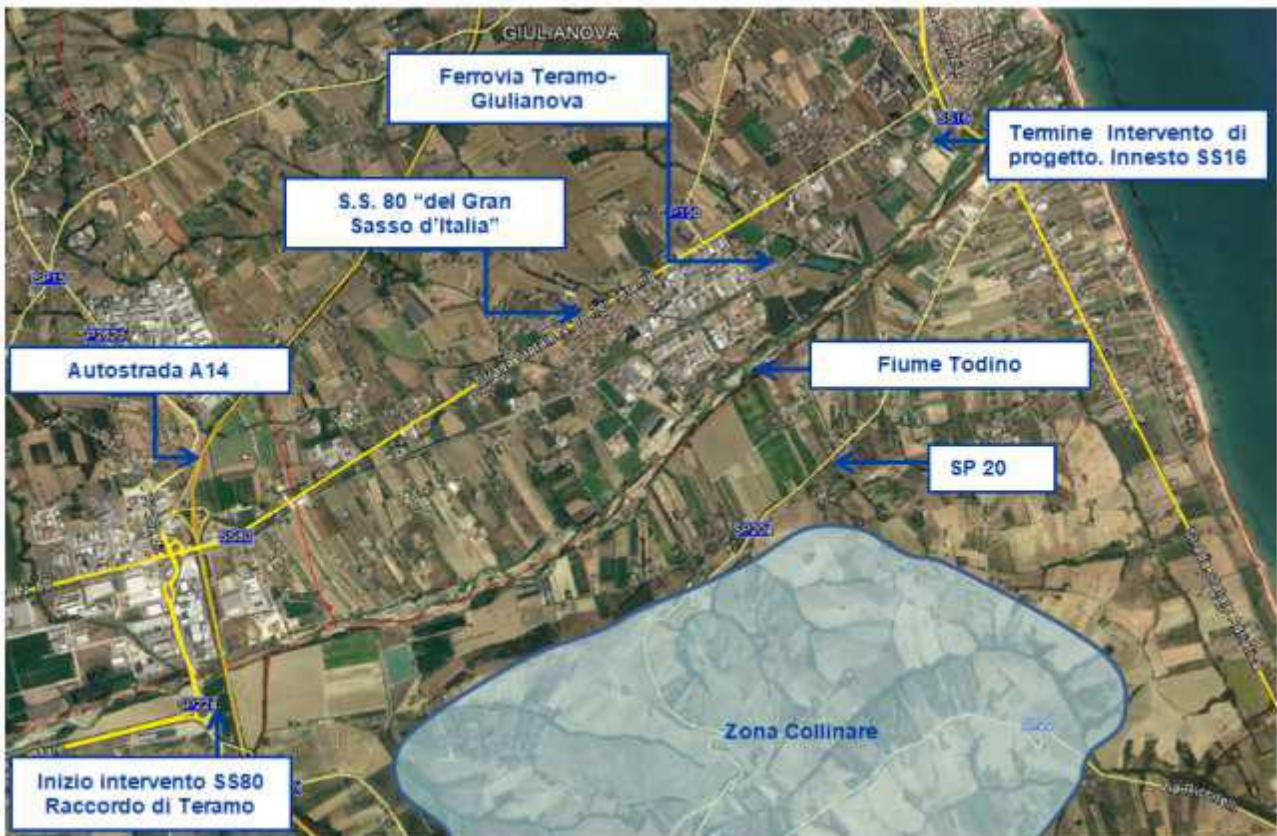 GIULIANOVA
Ferrovia Teramo-
Giulianova
SS16
Termine Intervento di
progetto. Innesto SS16
S.S. 80 "del Gran
Sasso d'Italia"
SP15
Autostrada A14
Fiume Todino
SP 20
SS80
Zona Collinare
Inizio intervento SS80
Raccordo di Teramo